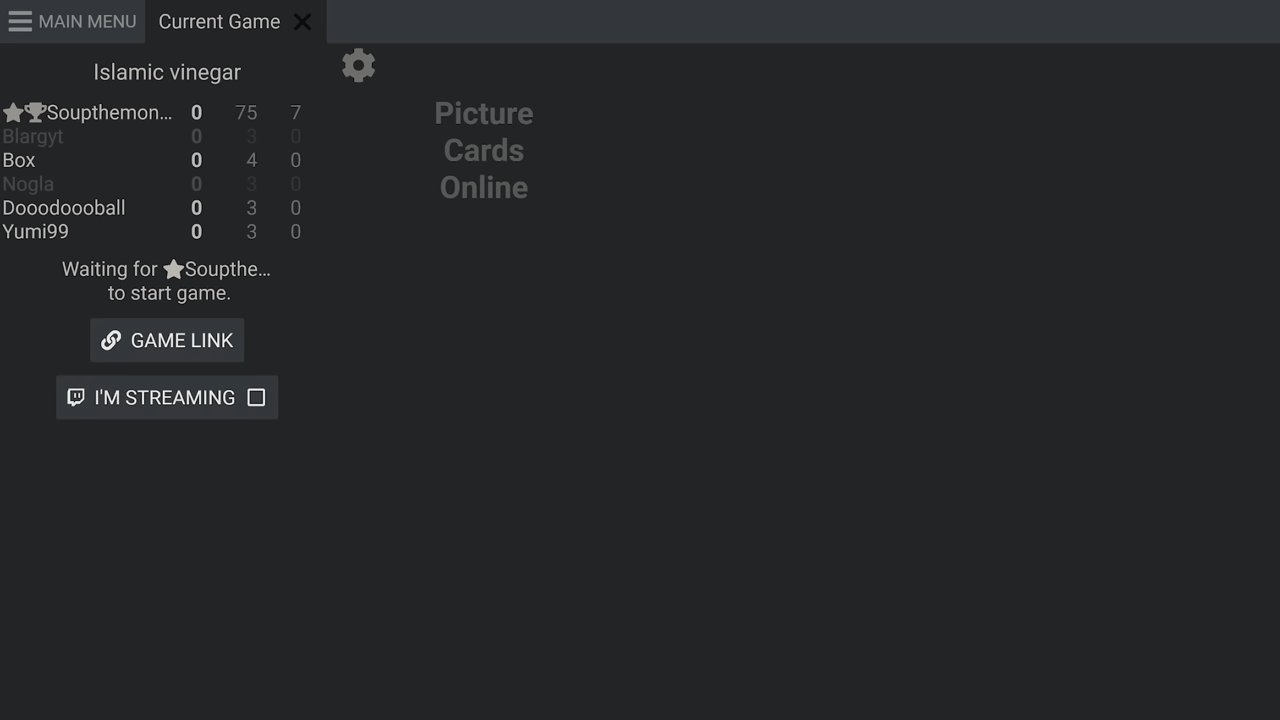 MAIN MENU Current Game
Islamic vinegar
Soupthemon... 0 75 7
Blargyt 0 3 0
Box 0 4 0
Nogla 0 3 0
Dooodoooball 0 3 0
Yumi99 0 3 0
Waiting for Soupthe...
to start game.
GAME LINK
I'M STREAMING
Picture
Cards
Online